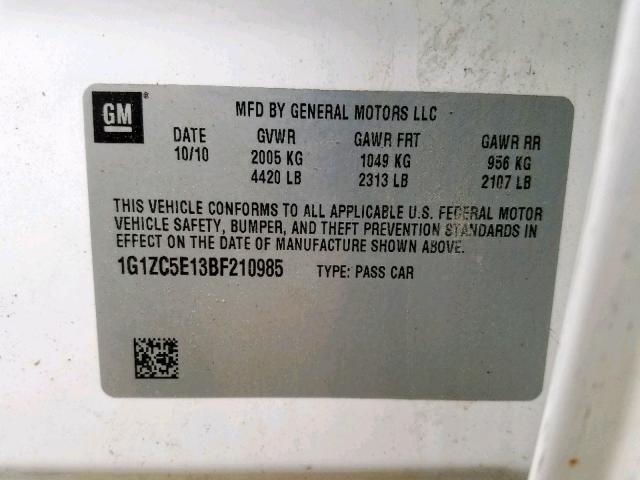 GM ®
MFD BY GENERAL MOTORS LLC
DATE GVWR GAWR FRT GAWR RR
10/10 2005 KG 1049 KG 956 KG
4420 LB 2313 LB 2107 LB
THIS VEHICLE CONFORMS TO ALL APPLICABLE U.S. FEDERAL MOTOR
VEHICLE SAFETY, BUMPER, AND THEFT PREVENTION STANDARDS IN
EFFECT ON THE DATE OF MANUFACTURE SHOWN ABOVE.
1G1ZC5E13BF210985 TYPE: PASS CAR